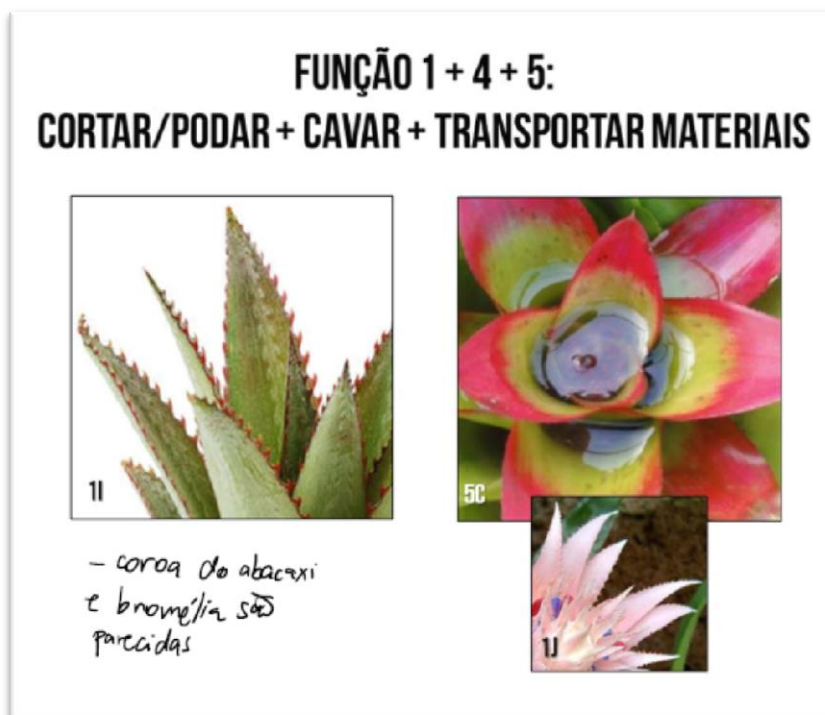 FUNÇÃO 1 + 4 + 5:
CORTAR/PODAR + CAVAR + TRANSPORTAR MATERIAIS
1I
5C
1J
- coroa do abacaxi
e bromélia são
parecidas